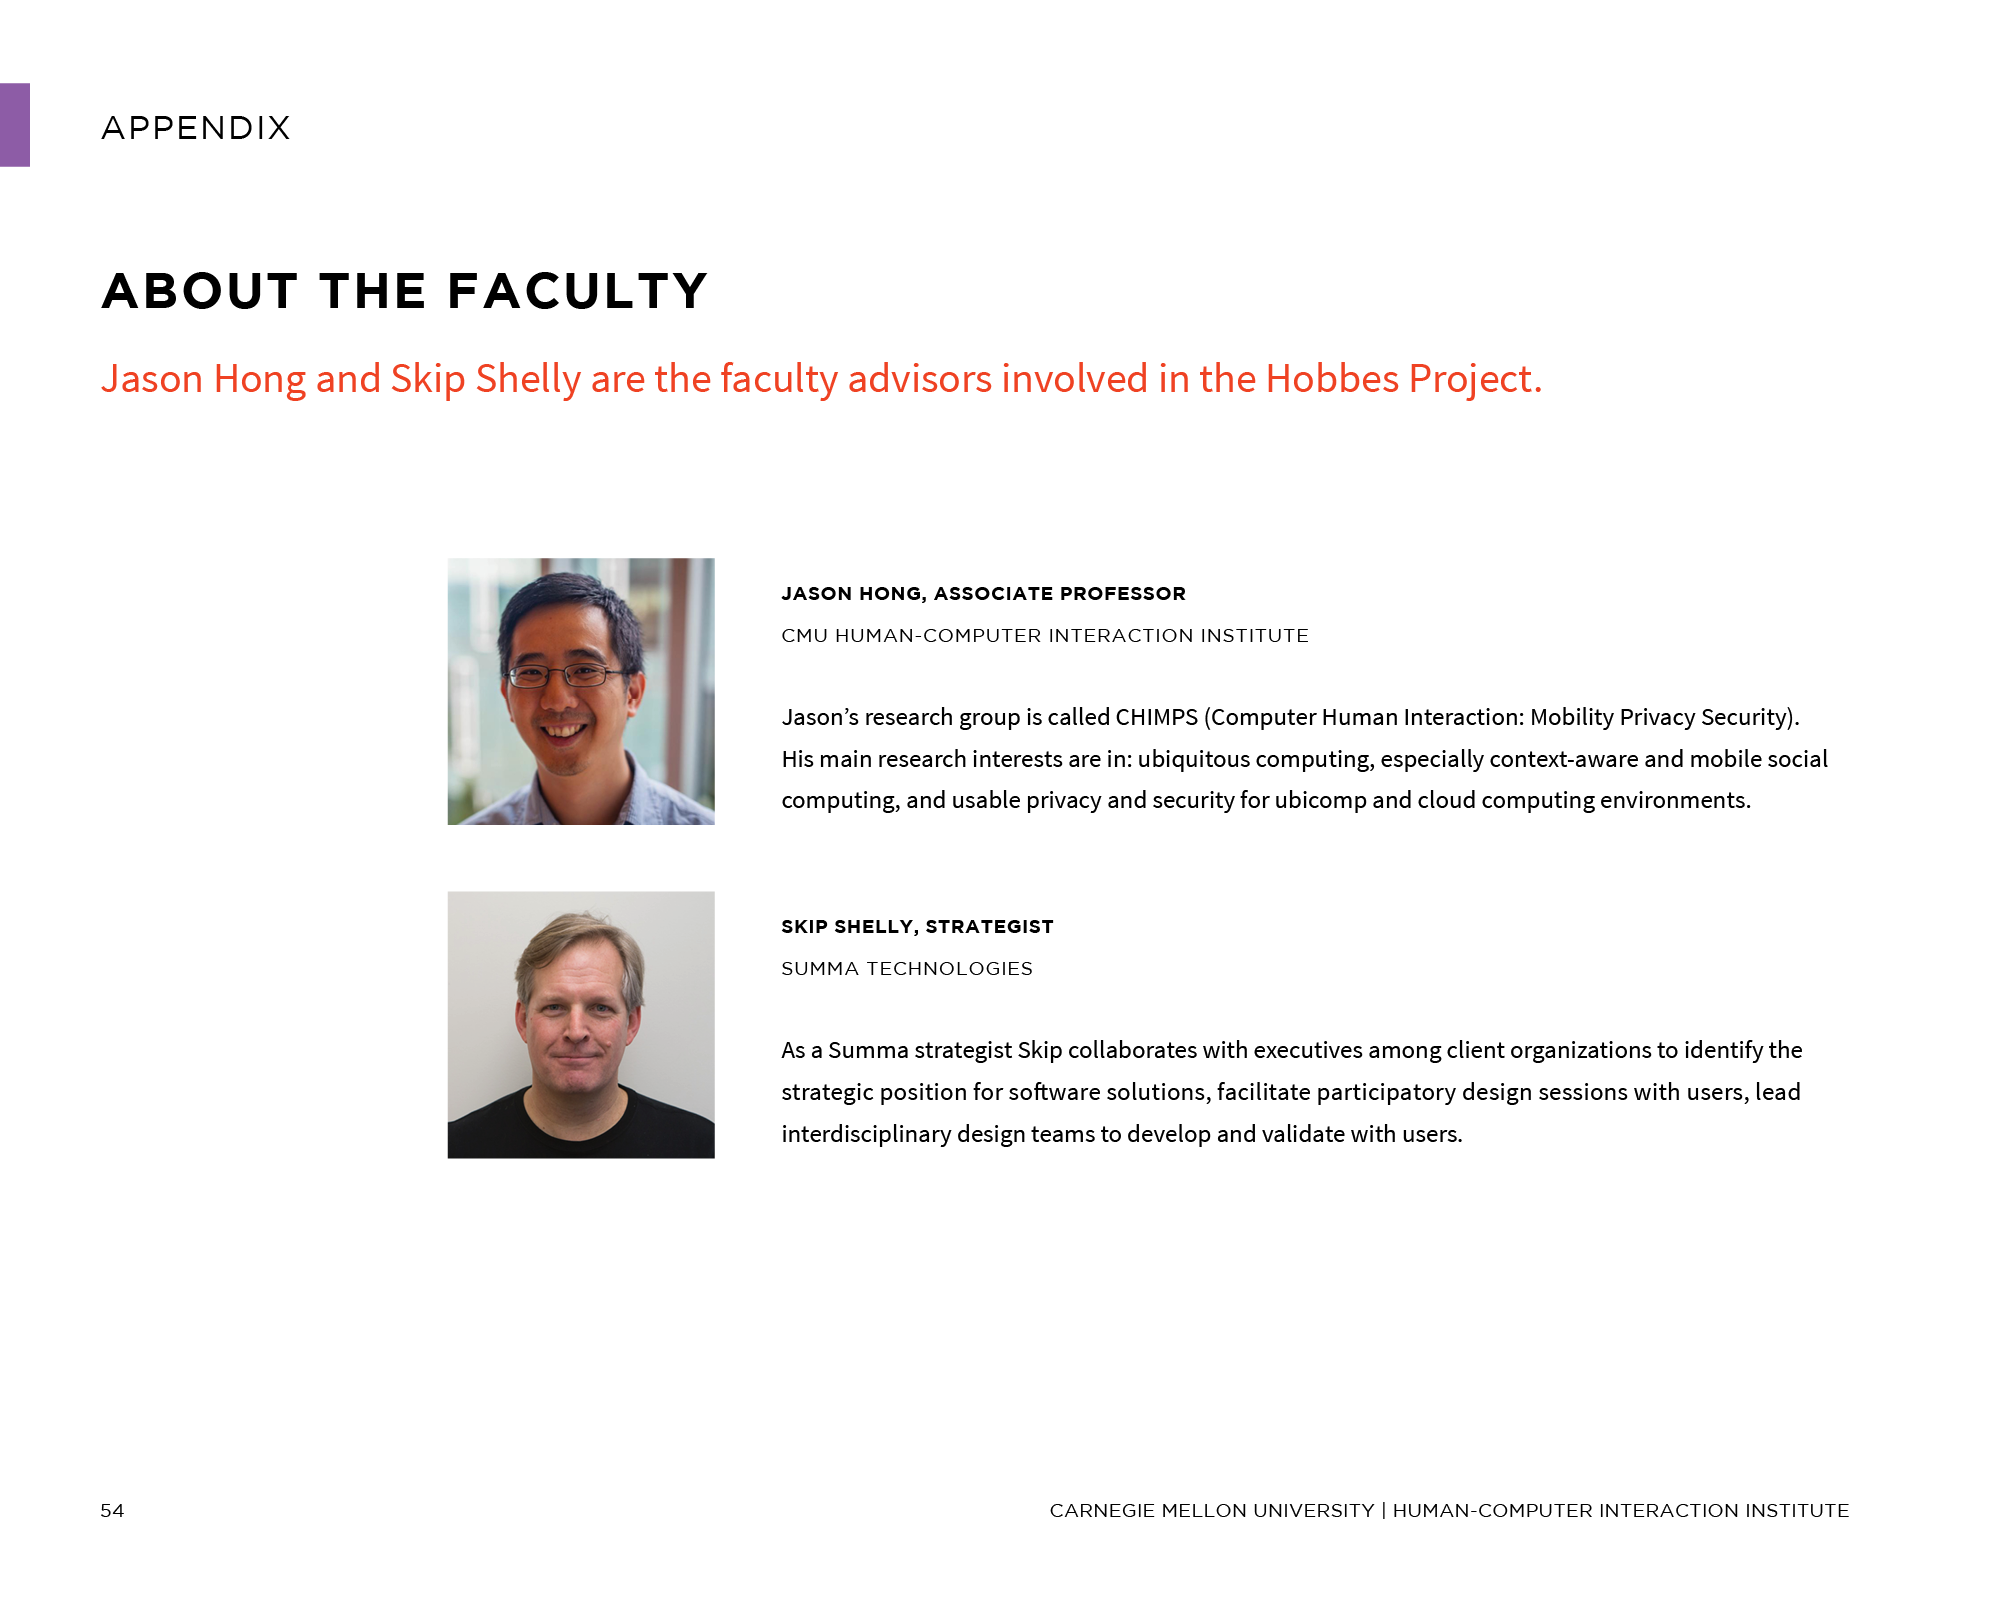 APPENDIX
ABOUT THE FACULTY
Jason Hong and Skip Shelly are the faculty advisors involved in the Hobbes Project.
JASON HONG, ASSOCIATE PROFESSOR
CMU HUMAN-COMPUTER INTERACTION INSTITUTE
Jason’s research group is called CHIMPS (Computer Human Interaction: Mobility Privacy Security).
His main research interests are in: ubiquitous computing, especially context-aware and mobile social
computing, and usable privacy and security for ubicomp and cloud computing environments.
SKIP SHELLY, STRATEGIST
SUMMA TECHNOLOGIES
As a Summa strategist Skip collaborates with executives among client organizations to identify the
strategic position for software solutions, facilitate participatory design sessions with users, lead
interdisciplinary design teams to develop and validate with users.
54
CARNEGIE MELLON UNIVERSITY | HUMAN-COMPUTER INTERACTION INSTITUTE